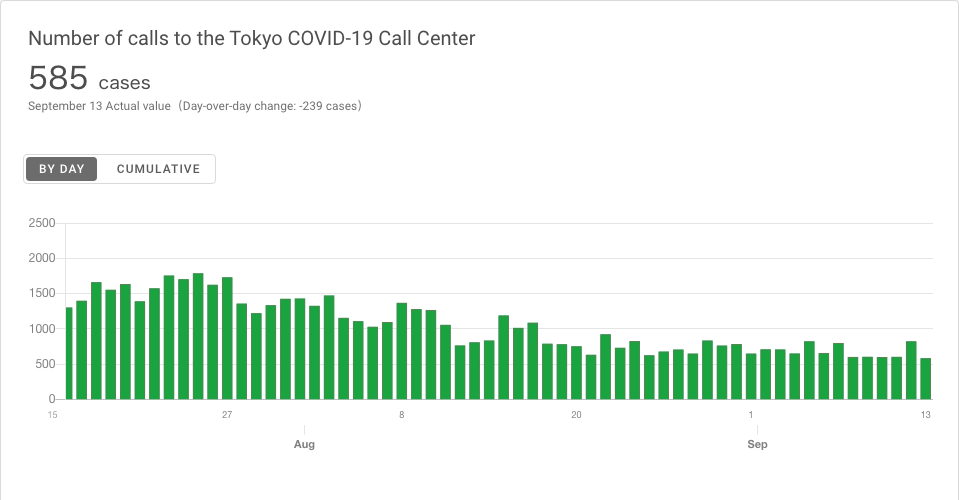 Number of calls to the Tokyo COVID-19 Call Center
585 cases
September 13 Actual value（Day-over-day change: -239 cases）
BY DAY CUMULATIVE
2500
2000
1500
1000
500
0
15 27 8 20 1 13
Aug Sep